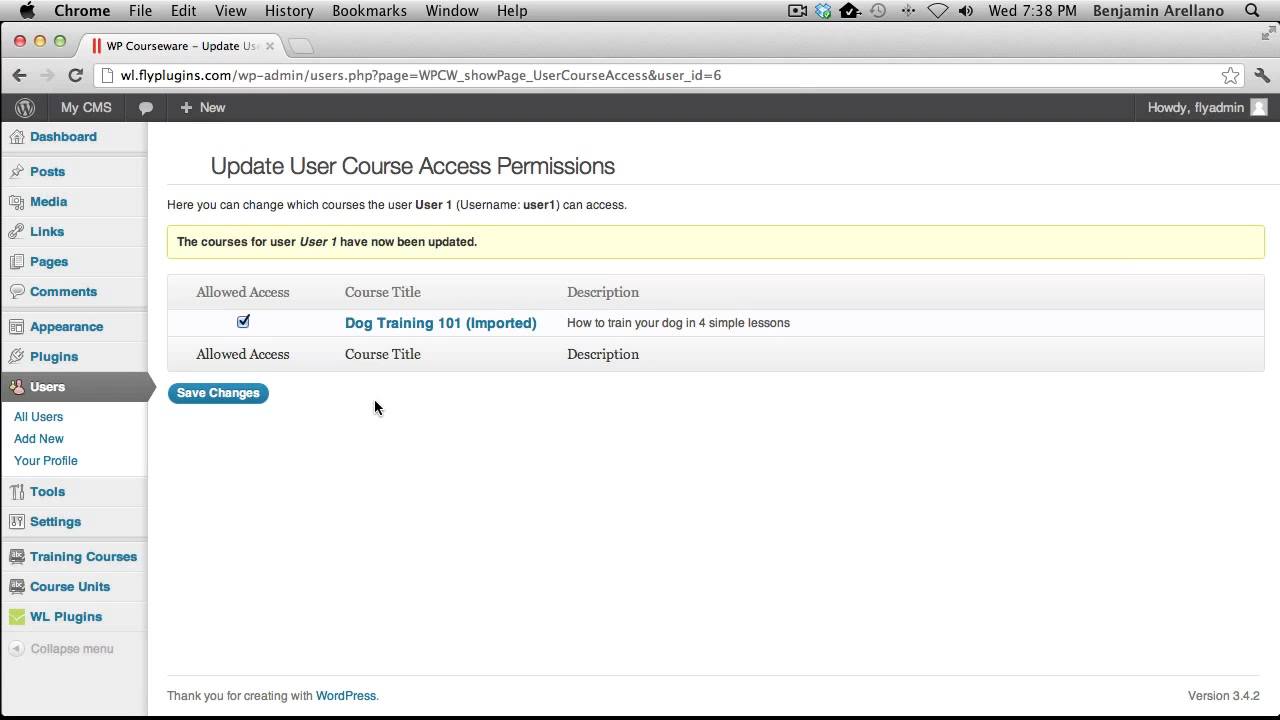 Chrome File Edit View History Bookmarks Window Help Wed 7:38 PM Benjamin Arellano
WP Courseware – Update Use
wl.flyplugins.com/wp-admin/users.php?page=WPCW_showPage_UserCourseAccess&user_id=6
My CMS + New Howdy, flyadmin
Dashboard
Posts
Media
Links
Pages
Comments
Appearance
Plugins
Users
All Users
Add New
Your Profile
Tools
Settings
Training Courses
Course Units
WL Plugins
Collapse menu
Update User Course Access Permissions
Here you can change which courses the user User 1 (Username: user1) can access.
The courses for user User 1 have now been updated.
Allowed Access Course Title Description
Dog Training 101 (Imported) How to train your dog in 4 simple lessons
Allowed Access Course Title Description
Save Changes
Thank you for creating with WordPress. Version 3.4.2